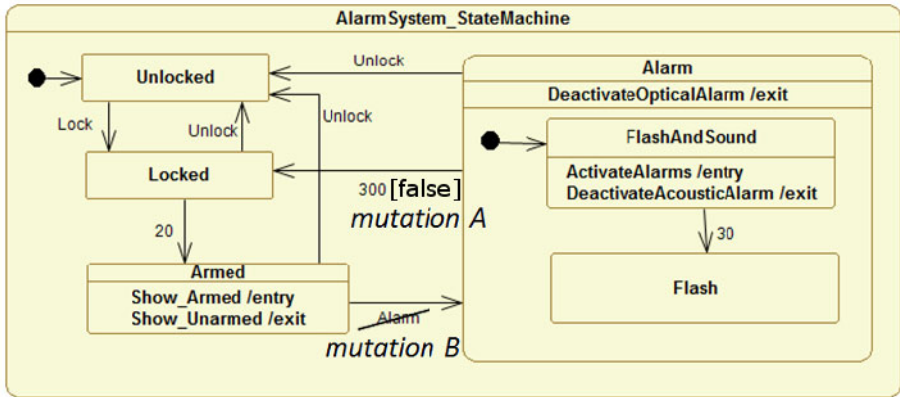 AlarmSystem_StateMachine
Unlocked
Unlock
Alarm
DeactivateOpticalAlarm /exit
Lock
Unlock
Unlock
FlashAndSound
ActivateAlarms /entry
DeactivateAcousticAlarm /exit
Locked
300 [false]
mutation A
20
30
Armed
Show_Armed /entry
Show_Unarmed /exit
Flash
Alarm
mutation B